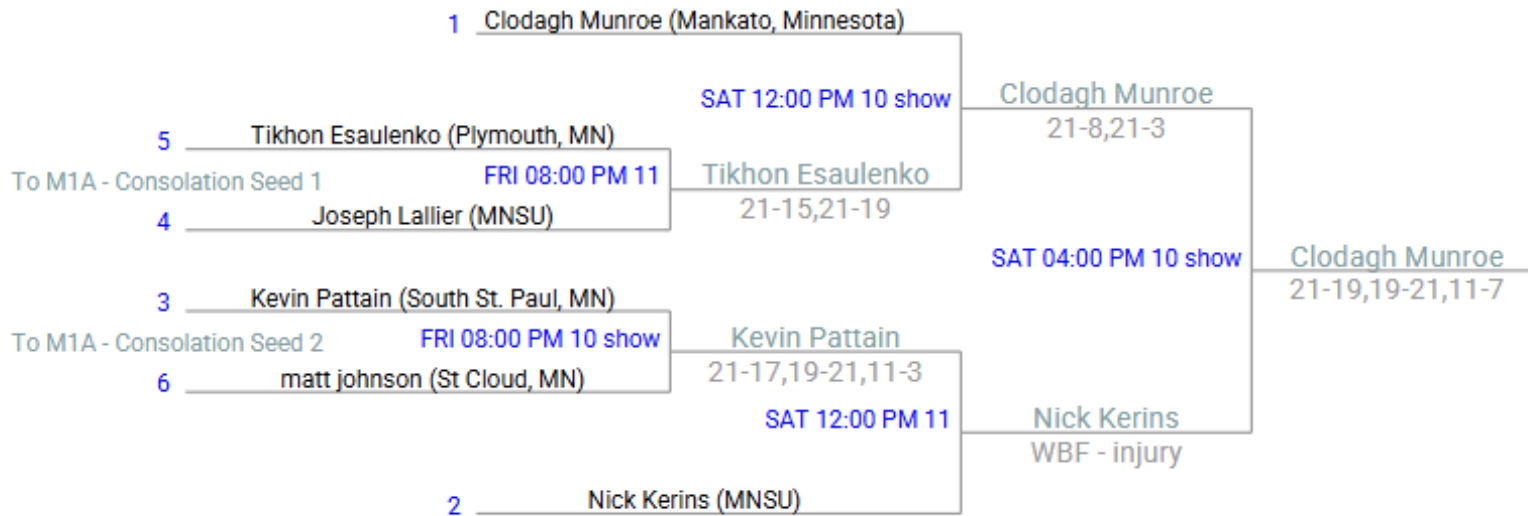 1 Clodagh Munroe (Mankato, Minnesota)
SAT 12:00 PM 10 show
Clodagh Munroe
21-8,21-3
5 Tikhon Esaulenko (Plymouth, MN)
To M1A - Consolation Seed 1
FRI 08:00 PM 11
Tikhon Esaulenko
21-15,21-19
4 Joseph Lallier (MNSU)
SAT 04:00 PM 10 show
Clodagh Munroe
21-19,19-21,11-7
3 Kevin Pattain (South St. Paul, MN)
To M1A - Consolation Seed 2
FRI 08:00 PM 10 show
Kevin Pattain
21-17,19-21,11-3
6 matt johnson (St Cloud, MN)
SAT 12:00 PM 11
Nick Kerins
WBF - injury
2 Nick Kerins (MNSU)